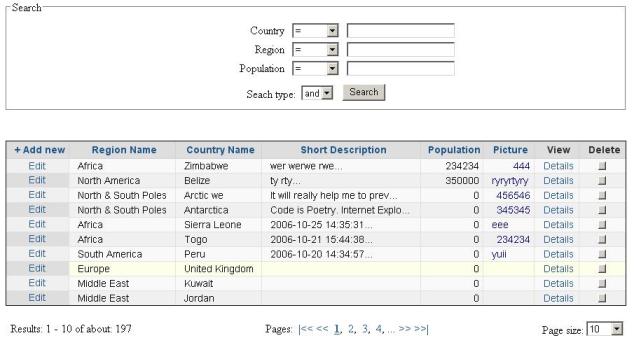 Search
Country = 
Region = 
Population = 
Seach type: and Search
+ Add new Region Name Country Name Short Description Population Picture View Delete
Edit Africa Zimbabwe wer werwe rwe... 234234 444 Details
Edit North America Belize ty rty... 350000 ryryrtyry Details
Edit North & South Poles Arctic we It will really help me to prev... 0 456546 Details
Edit North & South Poles Antarctica Code is Poetry. Internet Explo... 0 345345 Details
Edit Africa Sierra Leone 2006-10-25 14:35:31... 0 eee Details
Edit Africa Togo 2006-10-21 15:44:38... 0 234234 Details
Edit South America Peru 2006-10-20 14:34:57... 0 yuii Details
Edit Europe United Kingdom 0 Details
Edit Middle East Kuwait 0 Details
Edit Middle East Jordan 0 Details
Results: 1 - 10 of about: 197 Pages: |<< << 1, 2, 3, 4, ... >> >>| Page size: 10